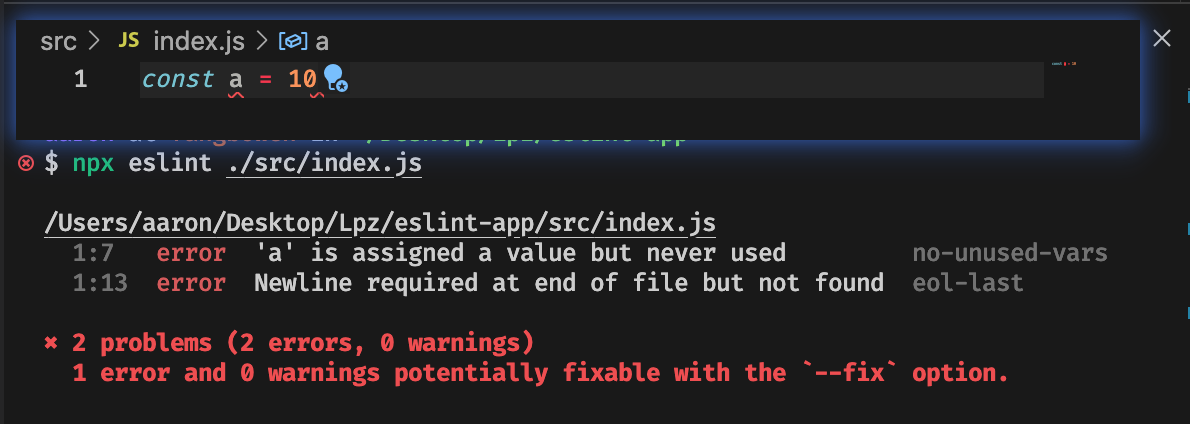 src > JS index.js > a
1 const a = 10
$ npx eslint ./src/index.js
/Users/aaron/Desktop/Lpz/eslint-app/src/index.js
1:7 error 'a' is assigned a value but never used no-unused-vars
1:13 error Newline required at end of file but not found eol-last
✖ 2 problems (2 errors, 0 warnings)
1 error and 0 warnings potentially fixable with the `--fix` option.